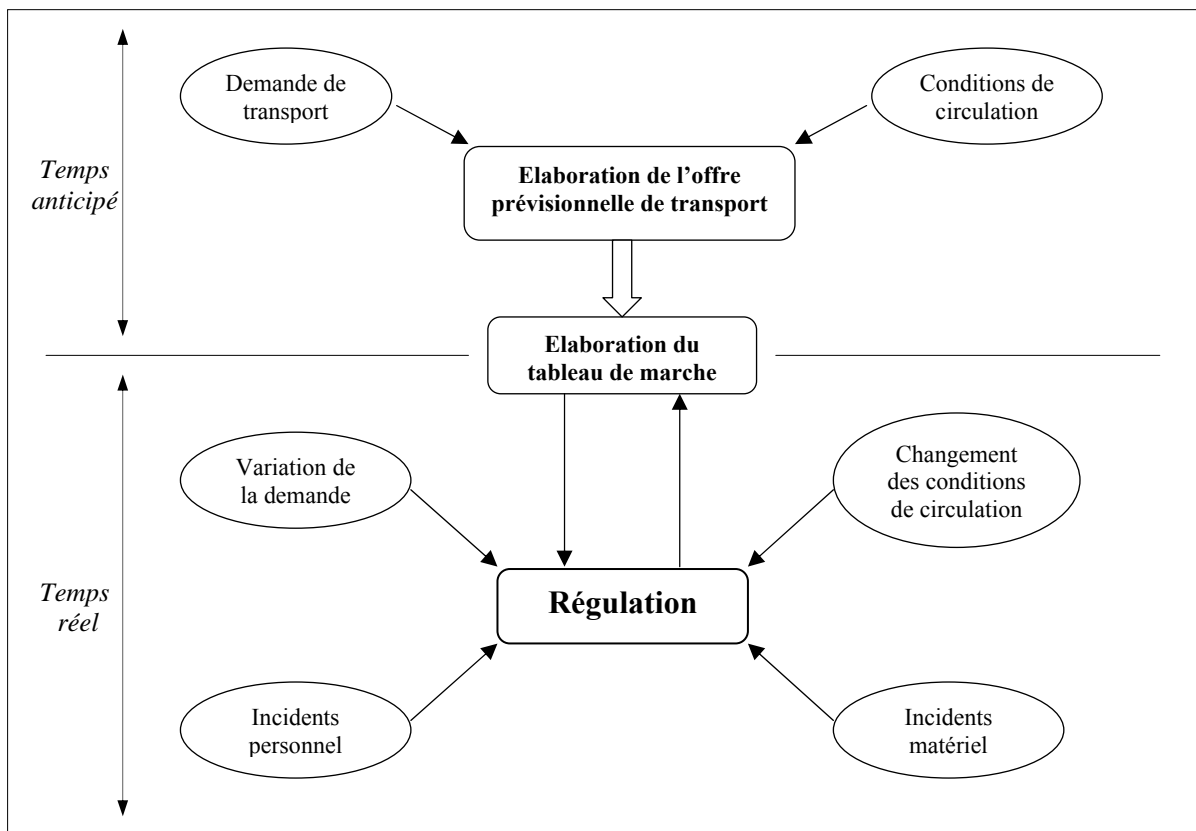 Demande de
transport
Conditions de
circulation
Elaboration de l’offre
prévisionnelle de transport
Temps
anticipé
Elaboration du
tableau de marche
Variation de
la demande
Changement
des conditions
de circulation
Temps
réel
Régulation
Incidents
personnel
Incidents
matériel